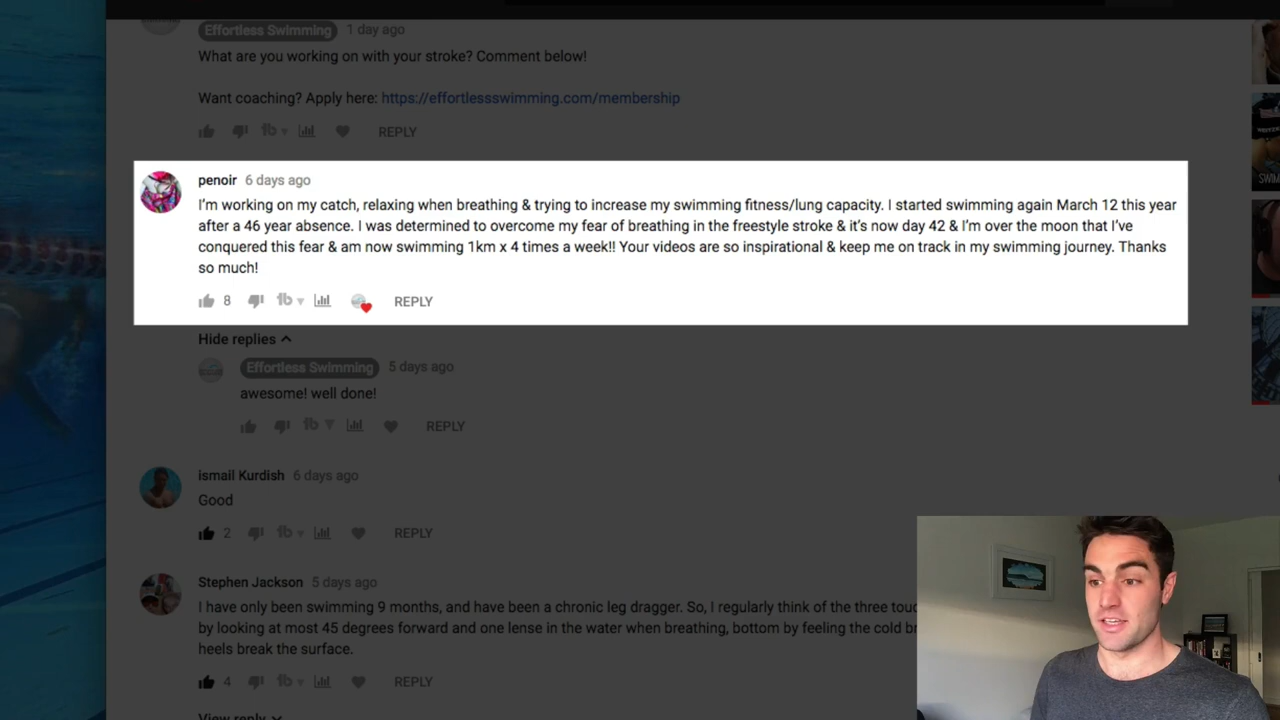 Effortless Swimming 1 day ago
What are you working on with your stroke? Comment below!
Want coaching? Apply here: https://effortlessswimming.com/membership
REPLY
penoir 6 days ago
I'm working on my catch, relaxing when breathing & trying to increase my swimming fitness/lung capacity. I started swimming again March 12 this year
after a 46 year absence. I was determined to overcome my fear of breathing in the freestyle stroke & it's now day 42 & I'm over the moon that I've
conquered this fear & am now swimming 1km x 4 times a week!! Your videos are so inspirational & keep me on track in my swimming journey. Thanks
so much!
8 REPLY
Hide replies
Effortless Swimming 5 days ago
awesome! well done!
REPLY
ismail Kurdish 6 days ago
Good
2 REPLY
Stephen Jackson 5 days ago
I have only been swimming 9 months, and have been a chronic leg dragger. So, I regularly think of the three
by looking at most 45 degrees forward and one lense in the water when breathing, bottom by feeling the cold
heels break the surface.
4 REPLY
View reply